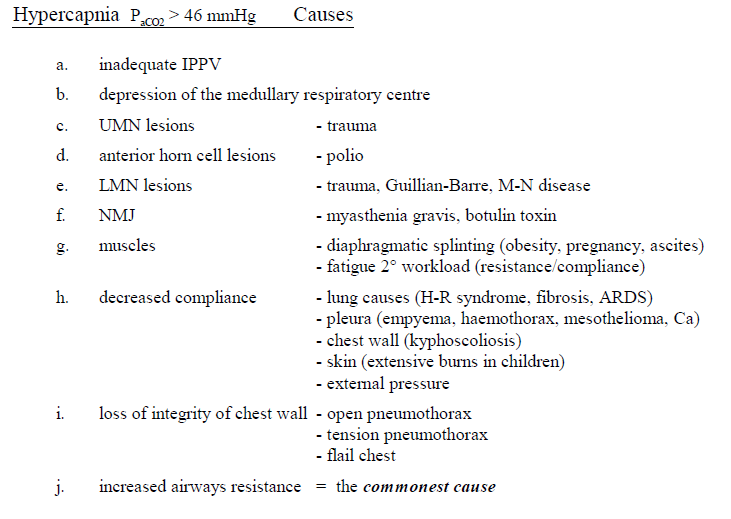 Hypercapnia PaCO2 > 46 mmHg Causes
a. inadequate IPPV
b. depression of the medullary respiratory centre
c. UMN lesions - trauma
d. anterior horn cell lesions - polio
e. LMN lesions - trauma, Guillian-Barre, M-N disease
f. NMJ - myasthenia gravis, botulin toxin
g. muscles - diaphragmatic splinting (obesity, pregnancy, ascites)
- fatigue 2° workload (resistance/compliance)
h. decreased compliance - lung causes (H-R syndrome, fibrosis, ARDS)
- pleura (empyema, haemothorax, mesothelioma, Ca)
- chest wall (kyphoscoliosis)
- skin (extensive burns in children)
- external pressure
i. loss of integrity of chest wall - open pneumothorax
- tension pneumothorax
- flail chest
j. increased airways resistance = the commonest cause